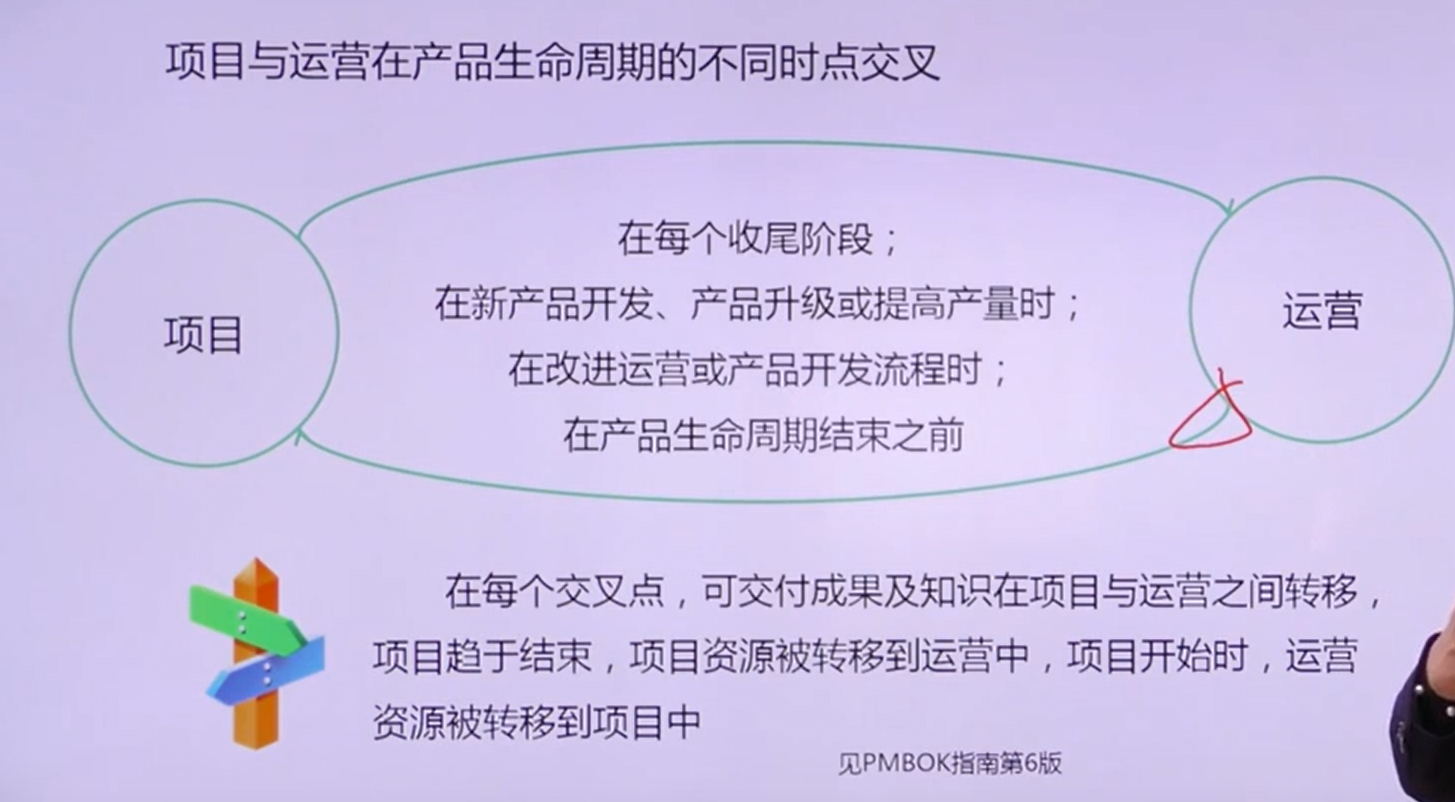 项目与运营在产品生命周期的不同时点交叉
在每个收尾阶段；
在新产品开发、产品升级或提高产量时；
项目
运营
在改进运营或产品开发流程时；
在产品生命周期结束之前
在每个交叉点，可交付成果及知识在项目与运营之间转移，
项目趋于结束，项目资源被转移到运营中，项目开始时，运营
资源被转移到项目中
见PMBOK指南第6版